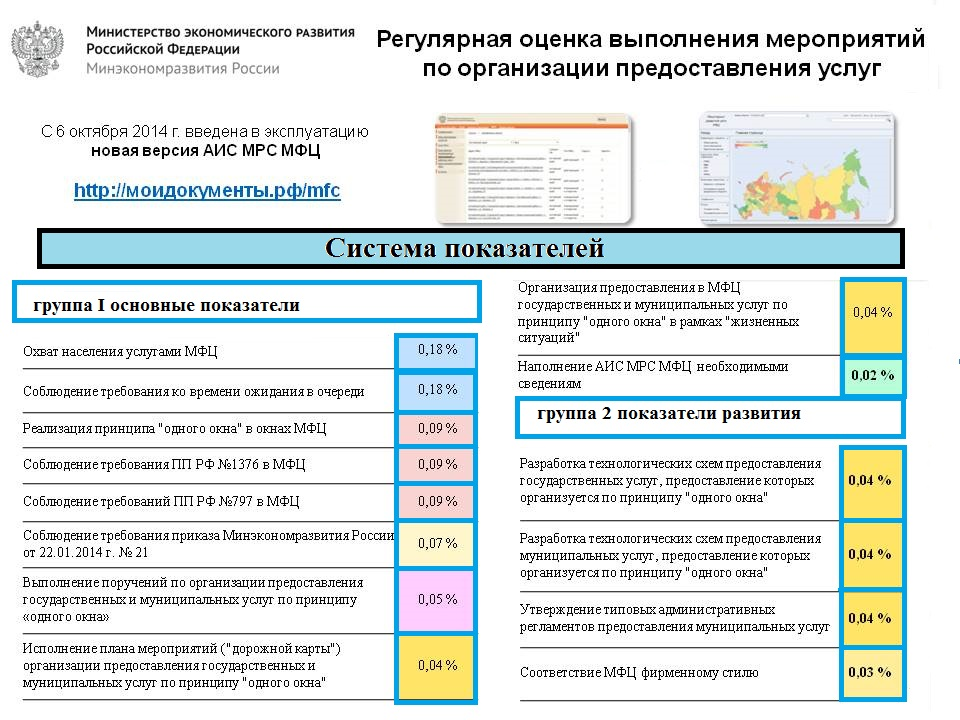 Министерство экономического развития
Российской Федерации
Минэкономразвития России
Регулярная оценка выполнения мероприятий
по организации предоставления услуг
С 6 октября 2014 г. введена в эксплуатацию
новая версия АИС МРС МФЦ
http://моидокументы.рф/mfc
Система показателей
группа I основные показатели
Охват населения услугами МФЦ
0,18 %
Соблюдение требования ко времени ожидания в очереди
0,18 %
Реализация принципа "одного окна" в окнах МФЦ
0,09 %
Соблюдение требования ПП РФ №1376 в МФЦ
0,09 %
Соблюдение требований ПП РФ №797 в МФЦ
0,09 %
Соблюдение требования приказа Минэкономразвития России
от 22.01.2014 г. № 21
0,07 %
Выполнение поручений по организации предоставления
государственных и муниципальных услуг по принципу
«одного окна»
0,05 %
Исполнение плана мероприятий ("дорожной карты")
организации предоставления государственных и
муниципальных услуг по принципу "одного окна"
0,04 %
Организация предоставления в МФЦ
государственных и муниципальных услуг по
принципу "одного окна" в рамках "жизненных
ситуаций"
0,04 %
Наполнение АИС МРС МФЦ необходимыми
сведениям
0,02 %
группа 2 показатели развития
Разработка технологических схем предоставления
государственных услуг, предоставление которых
организуется по принципу "одного окна"
0,04 %
Разработка технологических схем предоставления
муниципальных услуг, предоставление которых
организуется по принципу "одного окна"
0,04 %
Утверждение типовых административных
регламентов предоставления муниципальных услуг
0,04 %
Соответствие МФЦ фирменному стилю
0,03 %